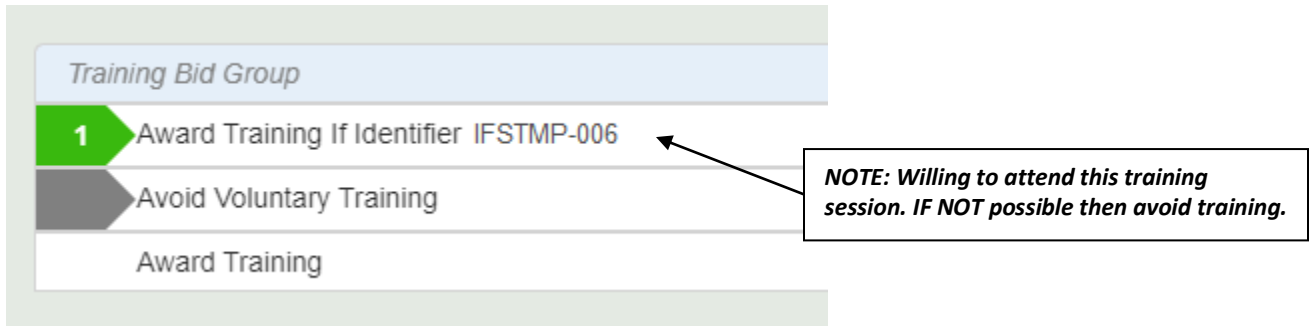 Training Bid Group
1 Award Training If Identifier IFSTMP-006
Avoid Voluntary Training
Award Training
NOTE: Willing to attend this training
session. IF NOT possible then avoid training.